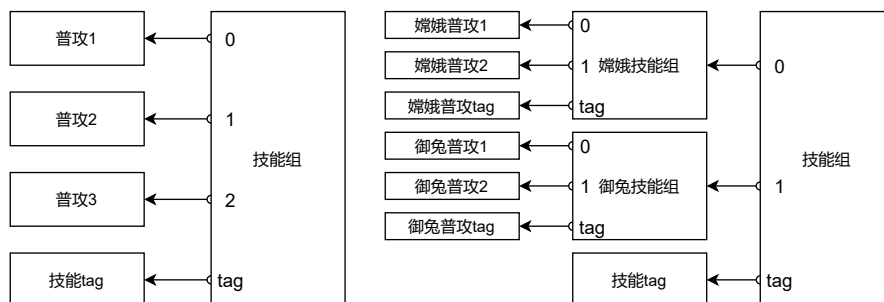 普攻1
0
普攻2
1
技能组
普攻3
2
技能tag
tag
嫦娥普攻1
0
嫦娥普攻2
1
嫦娥技能组
嫦娥普攻tag
tag
御兔普攻1
0
御兔普攻2
1
御兔技能组
御兔普攻tag
tag
0
技能组
1
技能tag
tag